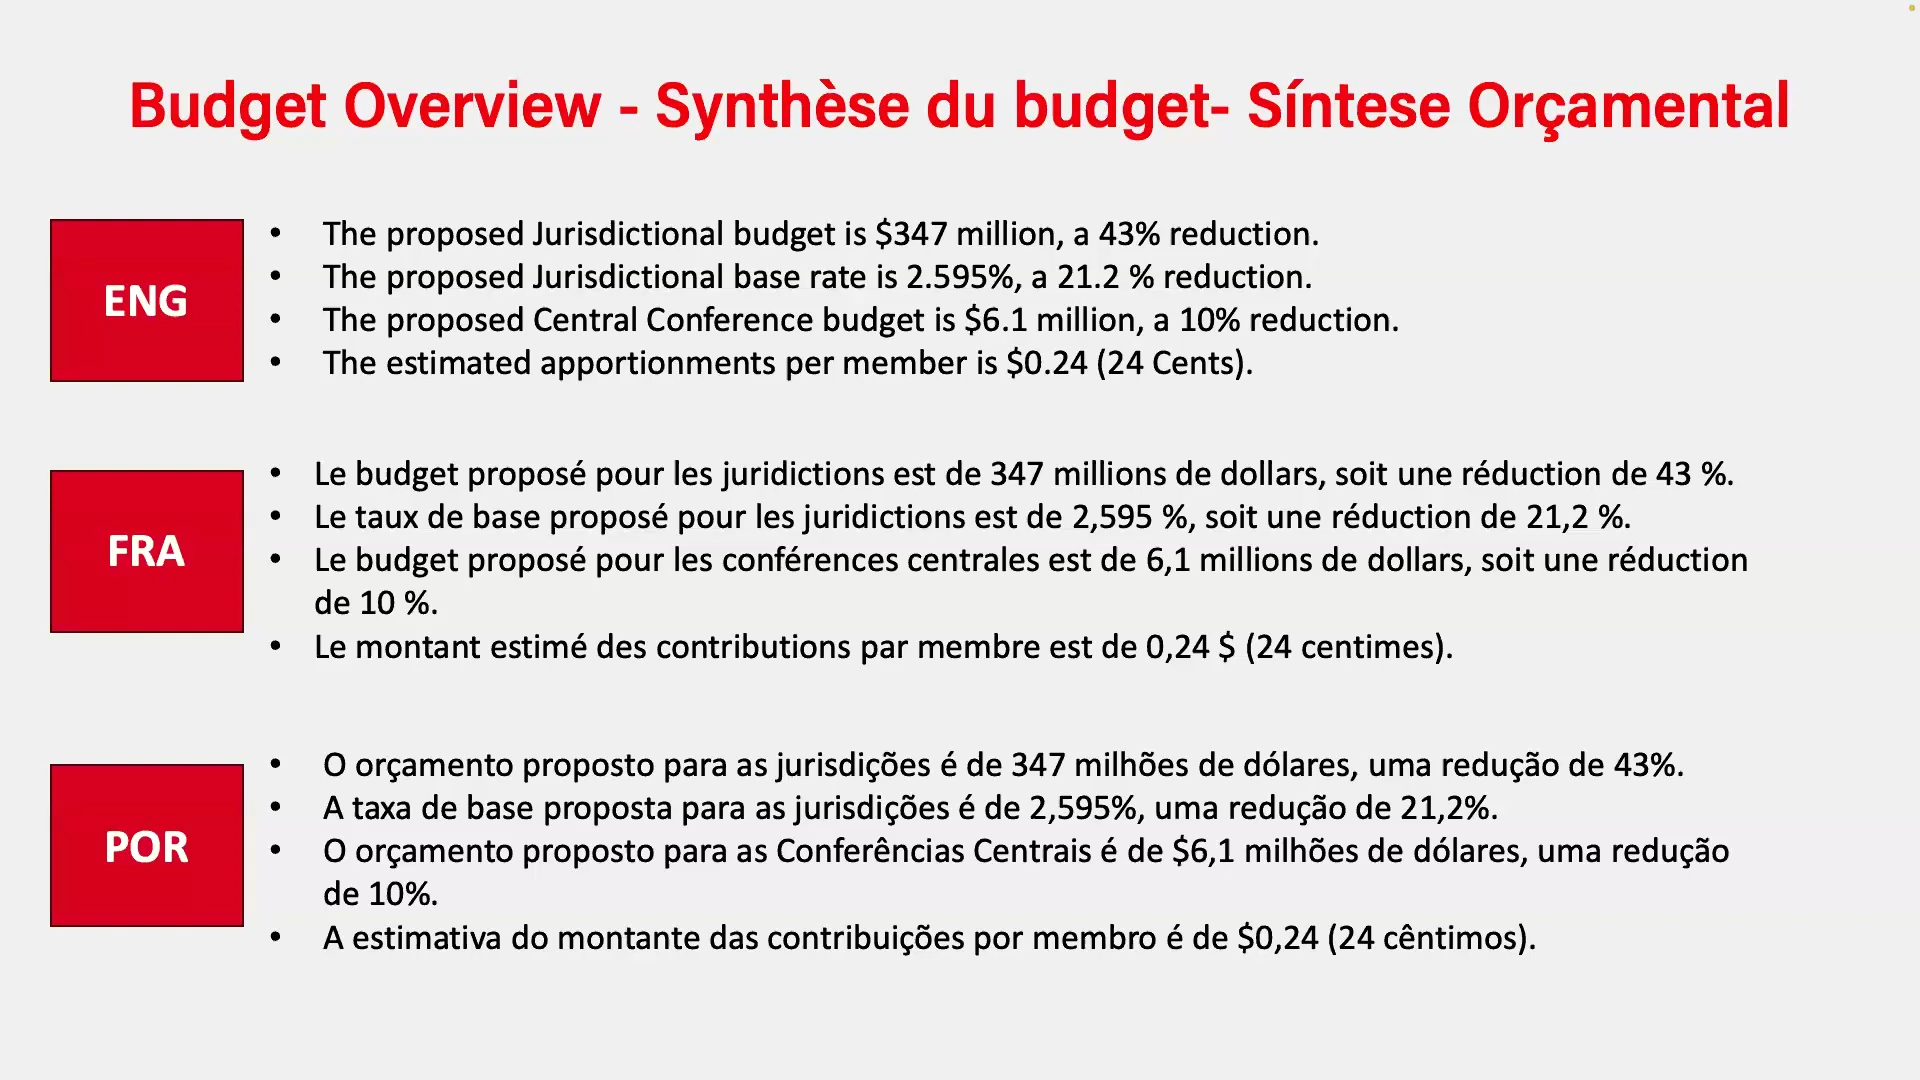 Budget Overview - Synthèse du budget- Síntese Orçamental
ENG
• The proposed Jurisdictional budget is $347 million, a 43% reduction.
• The proposed Jurisdictional base rate is 2.595%, a 21.2 % reduction.
• The proposed Central Conference budget is $6.1 million, a 10% reduction.
• The estimated apportionments per member is $0.24 (24 Cents).
FRA
• Le budget proposé pour les juridictions est de 347 millions de dollars, soit une réduction de 43 %.
• Le taux de base proposé pour les juridictions est de 2,595 %, soit une réduction de 21,2 %.
• Le budget proposé pour les conférences centrales est de 6,1 millions de dollars, soit une réduction
de 10 %.
• Le montant estimé des contributions par membre est de 0,24 $ (24 centimes).
POR
• O orçamento proposto para as jurisdições é de 347 milhões de dólares, uma redução de 43%.
• A taxa de base proposta para as jurisdições é de 2,595%, uma redução de 21,2%.
• O orçamento proposto para as Conferências Centrais é de $6,1 milhões de dólares, uma redução
de 10%.
• A estimativa do montante das contribuições por membro é de $0,24 (24 cêntimos).